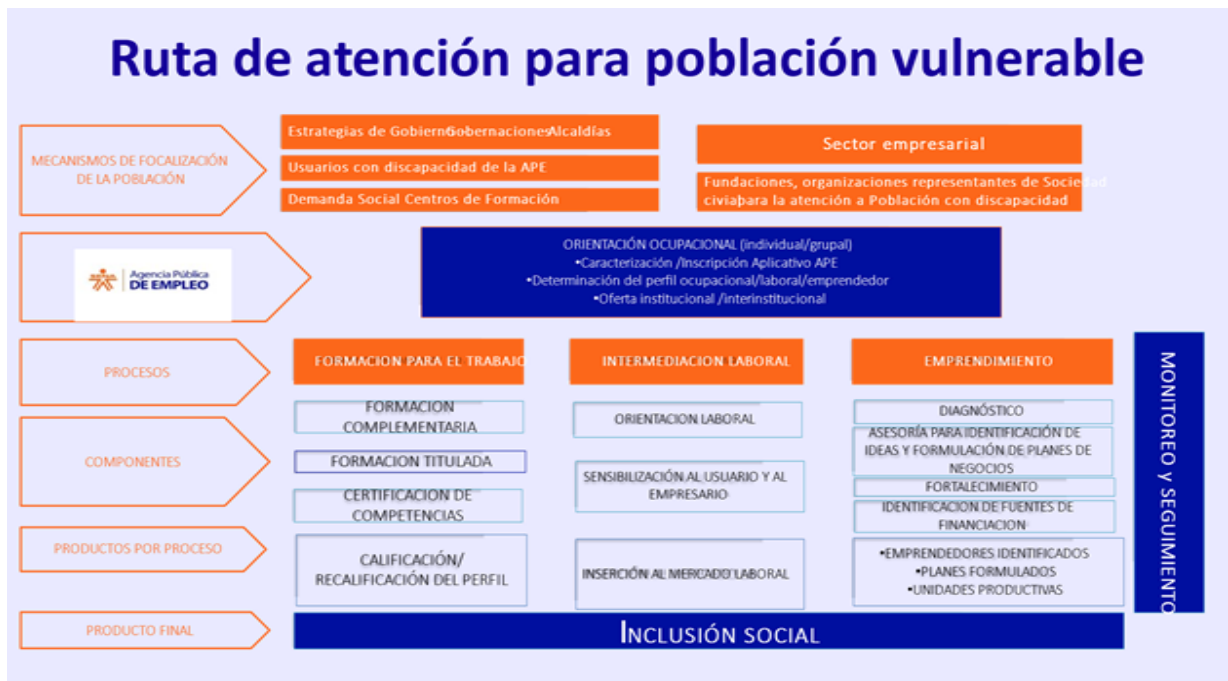 Ruta de atención para población vulnerable
MECANISMOS DE FOCALIZACIÓN
DE LA POBLACIÓN
Estrategias de Gobierno-Gobernaciones-Alcaldías
Usuarios con discapacidad de la APE
Demanda Social Centros de Formación
Sector empresarial
Fundaciones, organizaciones representantes de Sociedad
civil para la atención a Población con discapacidad
Agencia Pública
DE EMPLEO
ORIENTACIÓN OCUPACIONAL (individual/grupal)
•Caracterización /Inscripción Aplicativo APE
•Determinación del perfil ocupacional/laboral/emprendedor
•Oferta institucional /interinstitucional
PROCESOS
FORMACION PARA EL TRABAJO
INTERMEDIACION LABORAL
EMPRENDIMIENTO
COMPONENTES
FORMACION
COMPLEMENTARIA
FORMACION TITULADA
CERTIFICACION DE
COMPETENCIAS
ORIENTACION LABORAL
SENSIBILIZACIÓN AL USUARIO Y AL
EMPRESARIO
DIAGNÓSTICO
ASESORÍA PARA IDENTIFICACIÓN DE
IDEAS Y FORMULACIÓN DE PLANES DE
NEGOCIOS
FORTALECIMIENTO
IDENTIFICACION DE FUENTES DE
FINANCIACION
PRODUCTOS POR PROCESO
CALIFICACIÓN/
RECALIFICACIÓN DEL PERFIL
INSERCIÓN AL MERCADO LABORAL
•EMPRENDEDORES IDENTIFICADOS
•PLANES FORMULADOS
•UNIDADES PRODUCTIVAS
PRODUCTO FINAL
INCLUSIÓN SOCIAL
MONITOREO y SEGUIMIENTO